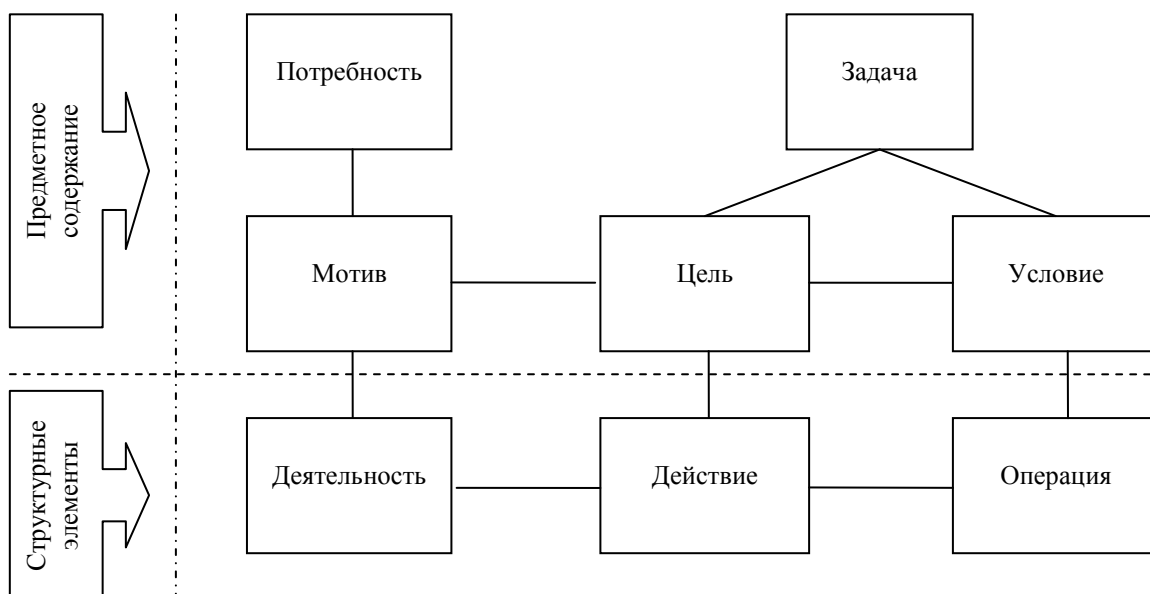 Предметное
содержание
Потребность
Задача
Мотив
Цель
Условие
Структурные
элементы
Деятельность
Действие
Операция